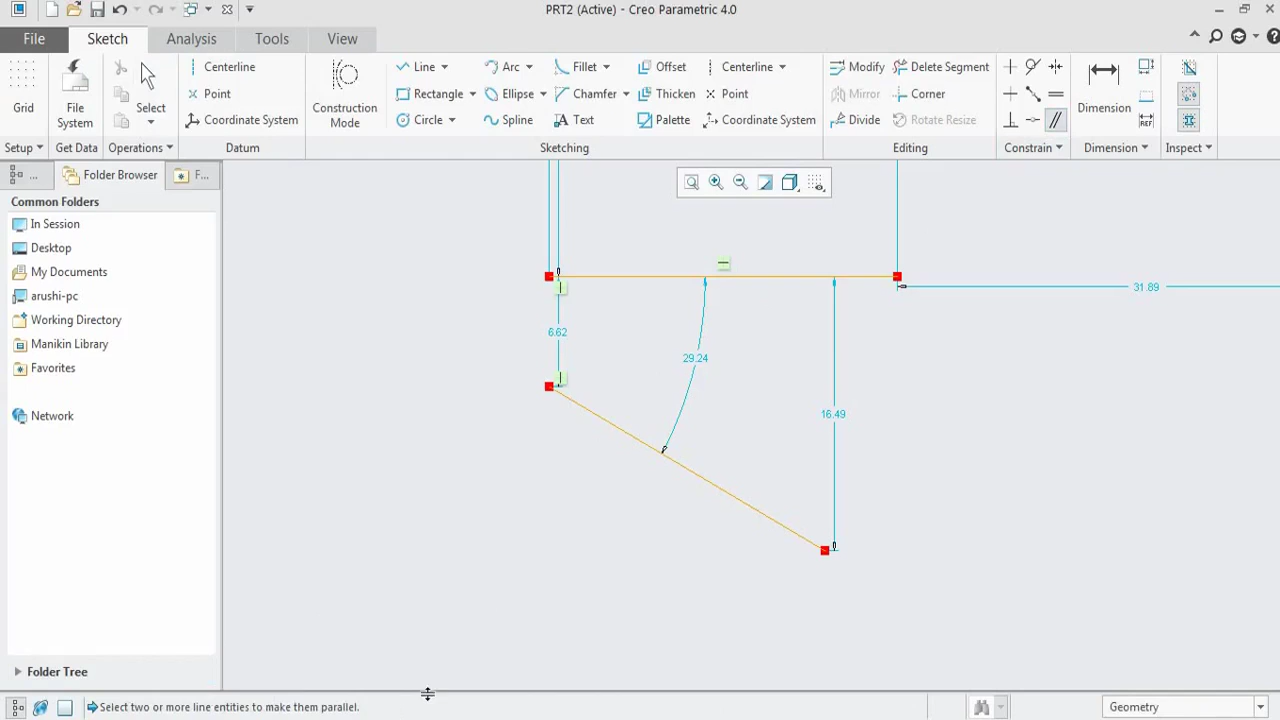 PRT2 (Active) - Creo Parametric 4.0
File Sketch Analysis Tools View
Centerline Line Arc Fillet Offset Centerline Modify Delete Segment
Point Rectangle Ellipse Chamfer Thicken Point Mirror Corner
Grid File System Select Coordinate System Construction Mode Circle Spline Text Palette Coordinate System Divide Rotate Resize Dimension
REF
Setup Get Data Operations Datum Sketching Editing Constrain Dimension Inspect
... Folder Browser F...
Common Folders
In Session
Desktop
My Documents
arushi-pc
Working Directory
Manikin Library
Favorites
Network
31.89
6.62
29.24
16.49
Folder Tree
Select two or more line entities to make them parallel.
Geometry